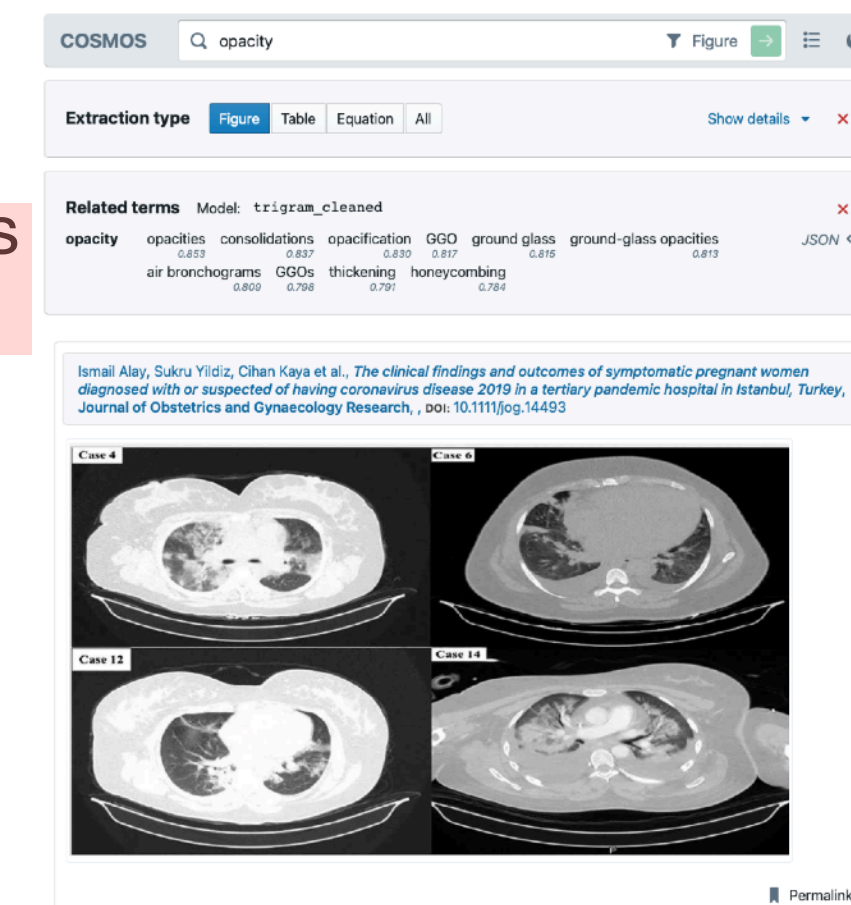 COSMOS opacity Figure
Extraction type Figure Table Equation All Show details
s
Related terms Model: trigram_cleaned
opacity opacities consolidations opacification GGO ground glass ground-glass opacities JSON
0.853 0.837 0.830 0.817 0.815 0.813
air bronchograms GGOs thickening honeycombing
0.809 0.798 0.791 0.784
Ismail Alay, Sukru Yildiz, Cihan Kaya et al., The clinical findings and outcomes of symptomatic pregnant women
diagnosed with or suspected of having coronavirus disease 2019 in a tertiary pandemic hospital in Istanbul, Turkey,
Journal of Obstetrics and Gynaecology Research, , DOI: 10.1111/jog.14493
Case 4 Case 6
Case 12 Case 14
Permalink